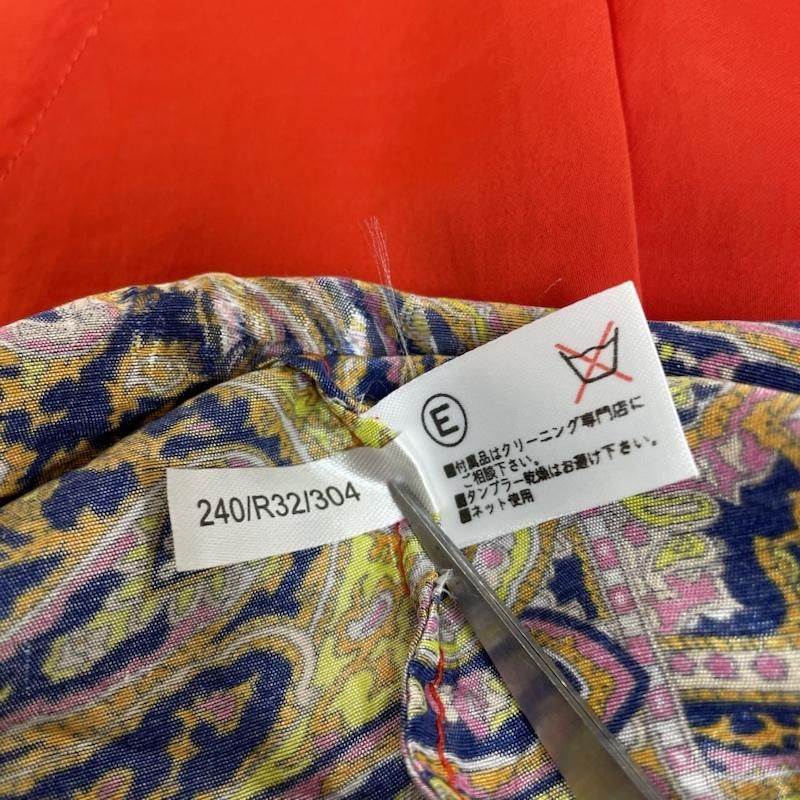 240/R32/304
E
■付属品はクリーニング専門店に
ご相談下さい。
■タンブラー乾燥はお避け下さい。
■ネット使用